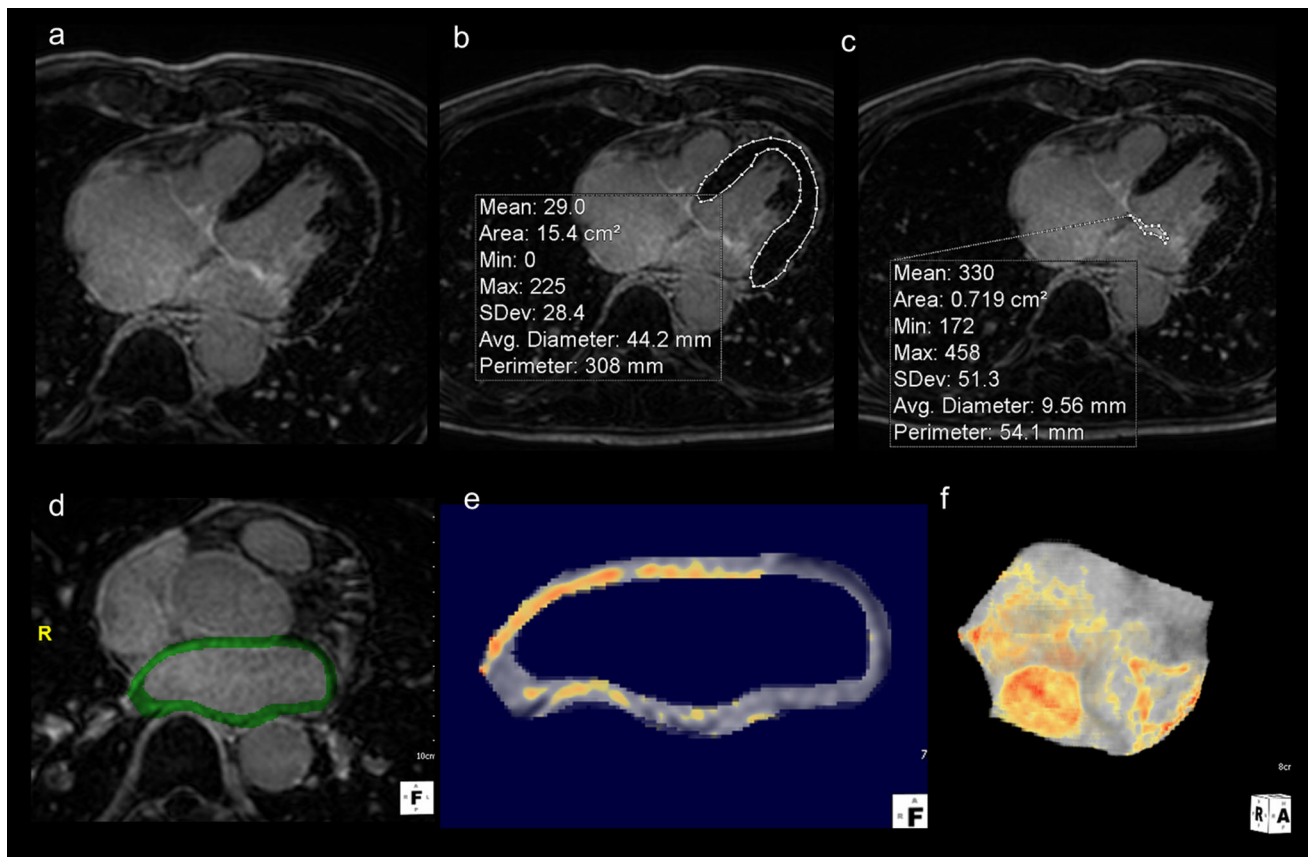 a
b
c
Mean: 29.0
Area: 15.4 cm²
Min: 0
Max: 225
SDev: 28.4
Avg. Diameter: 44.2 mm
Perimeter: 308 mm
Mean: 330
Area: 0.719 cm²
Min: 172
Max: 458
SDev: 51.3
Avg. Diameter: 9.56 mm
Perimeter: 54.1 mm
d
e
f
R
10cm
F
7
F
8cr
R A